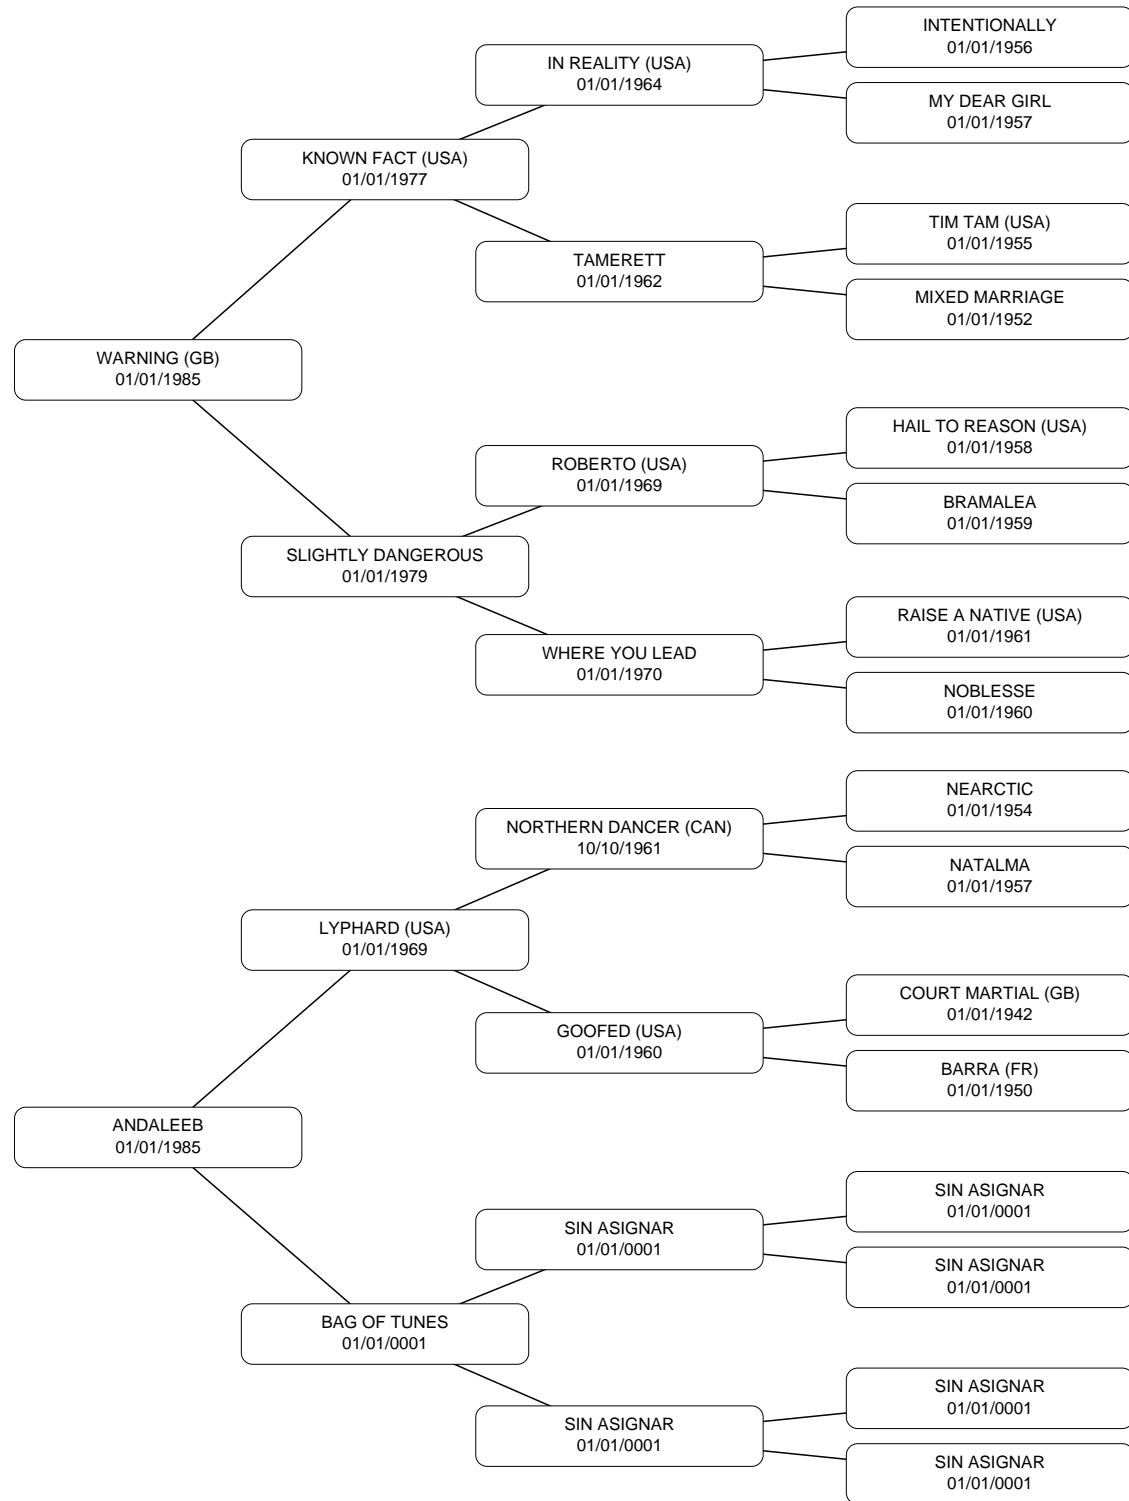 INTENTIONALLY
01/01/1956
IN REALITY (USA)
01/01/1964
MY DEAR GIRL
01/01/1957
KNOWN FACT (USA)
01/01/1977
TIM TAM (USA)
01/01/1955
TAMERETT
01/01/1962
MIXED MARRIAGE
01/01/1952
WARNING (GB)
01/01/1985
HAIL TO REASON (USA)
01/01/1958
ROBERTO (USA)
01/01/1969
BRAMALEA
01/01/1959
SLIGHTLY DANGEROUS
01/01/1979
RAISE A NATIVE (USA)
01/01/1961
WHERE YOU LEAD
01/01/1970
NOBLESSE
01/01/1960
NEARCTIC
01/01/1954
NORTHERN DANCER (CAN)
10/10/1961
NATALMA
01/01/1957
LYPHARD (USA)
01/01/1969
COURT MARTIAL (GB)
01/01/1942
GOOFED (USA)
01/01/1960
BARRA (FR)
01/01/1950
ANDALEEB
01/01/1985
SIN ASIGNAR
01/01/0001
SIN ASIGNAR
01/01/0001
SIN ASIGNAR
01/01/0001
BAG OF TUNES
01/01/0001
SIN ASIGNAR
01/01/0001
SIN ASIGNAR
01/01/0001
SIN ASIGNAR
01/01/0001